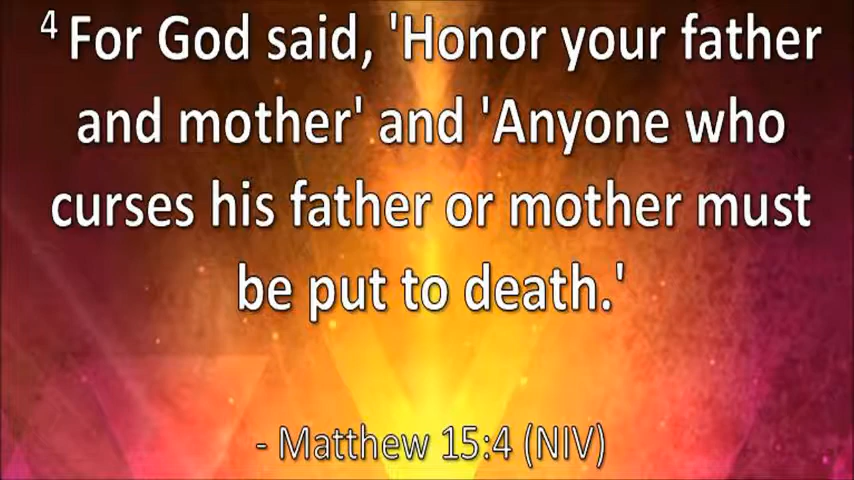 4 For God said, 'Honor your father
and mother' and 'Anyone who
curses his father or mother must
be put to death.'
- Matthew 15:4 (NIV)